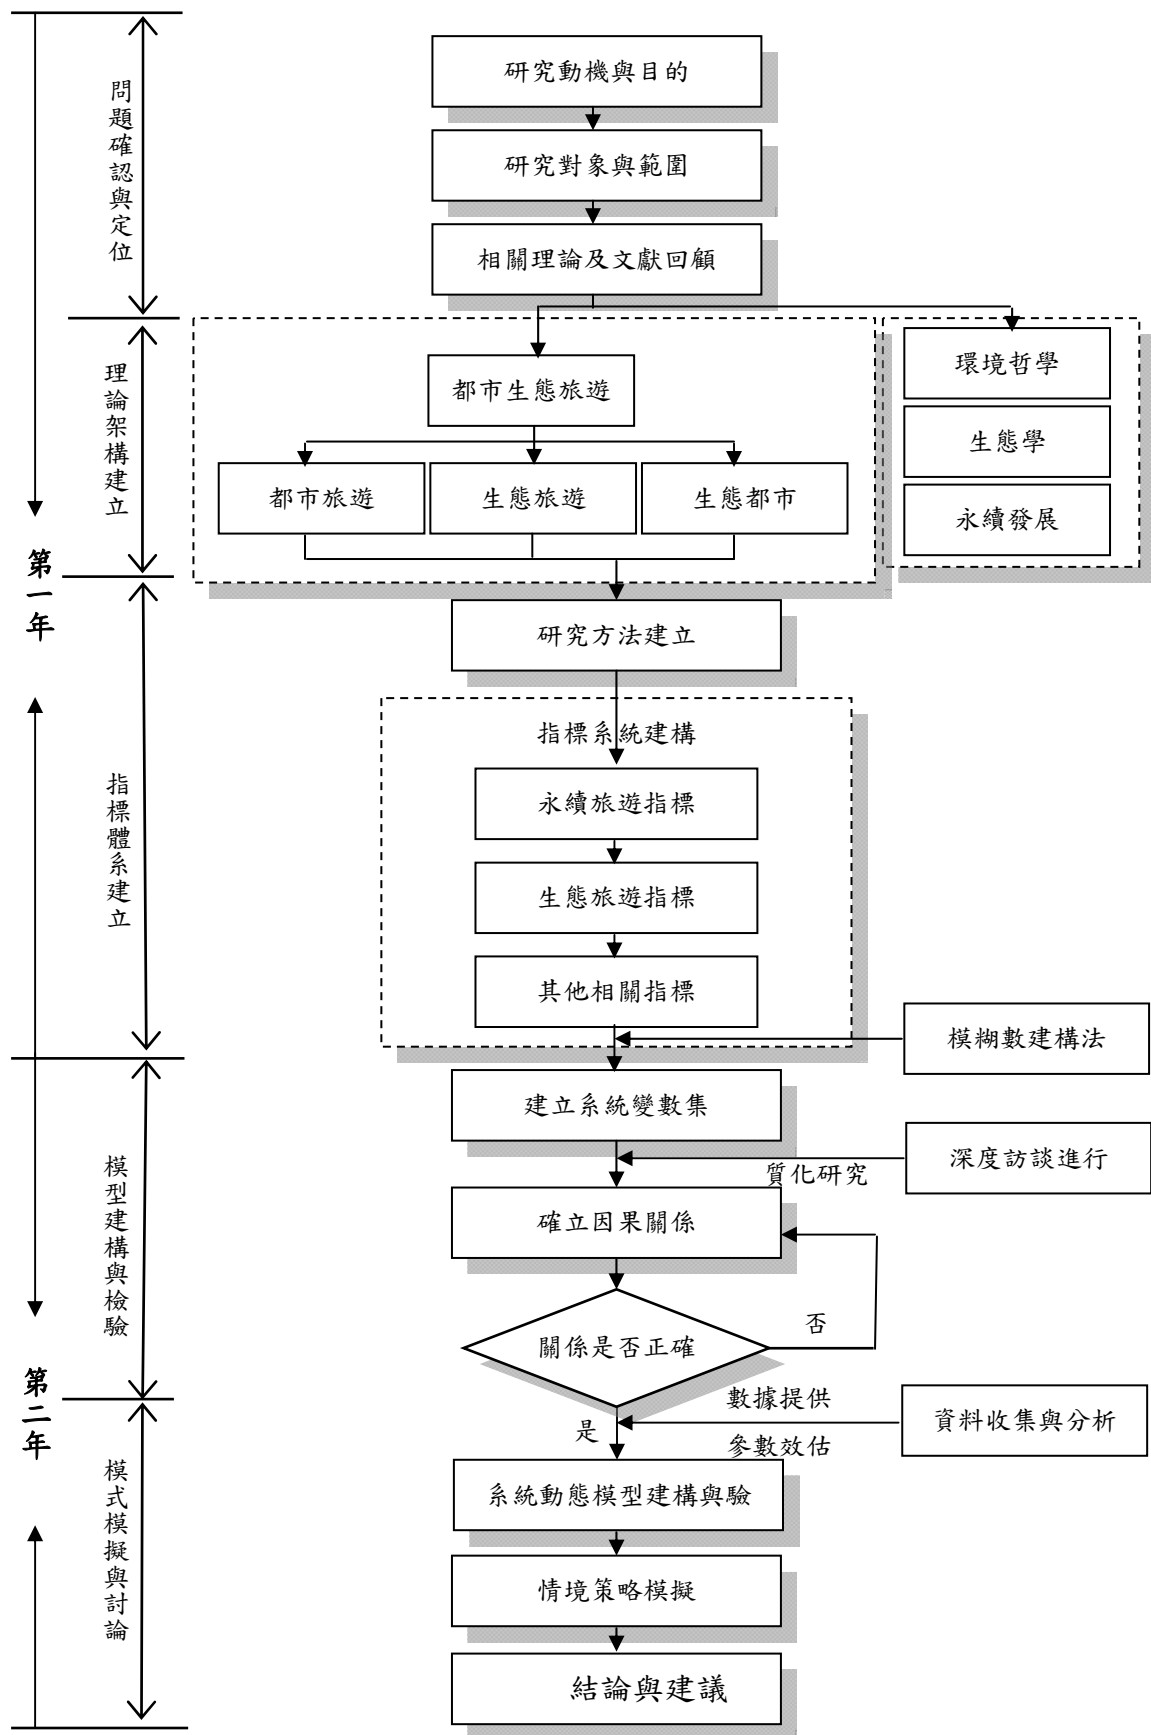 研究動機與目的
研究對象與範圍
相關理論及文獻回顧
問題確認與定位
理論架構建立
都市生態旅遊
都市旅遊
生態旅遊
生態都市
環境哲學
生態學
永續發展
第一年
研究方法建立
指標體系建立
指標系統建構
永續旅遊指標
生態旅遊指標
其他相關指標
模糊數建構法
建立系統變數集
深度訪談進行
質化研究
模型建構與檢驗
確立因果關係
否
關係是否正確
第二年
是
數據提供
參數效估
資料收集與分析
模式模擬與討論
系統動態模型建構與驗
情境策略模擬
結論與建議